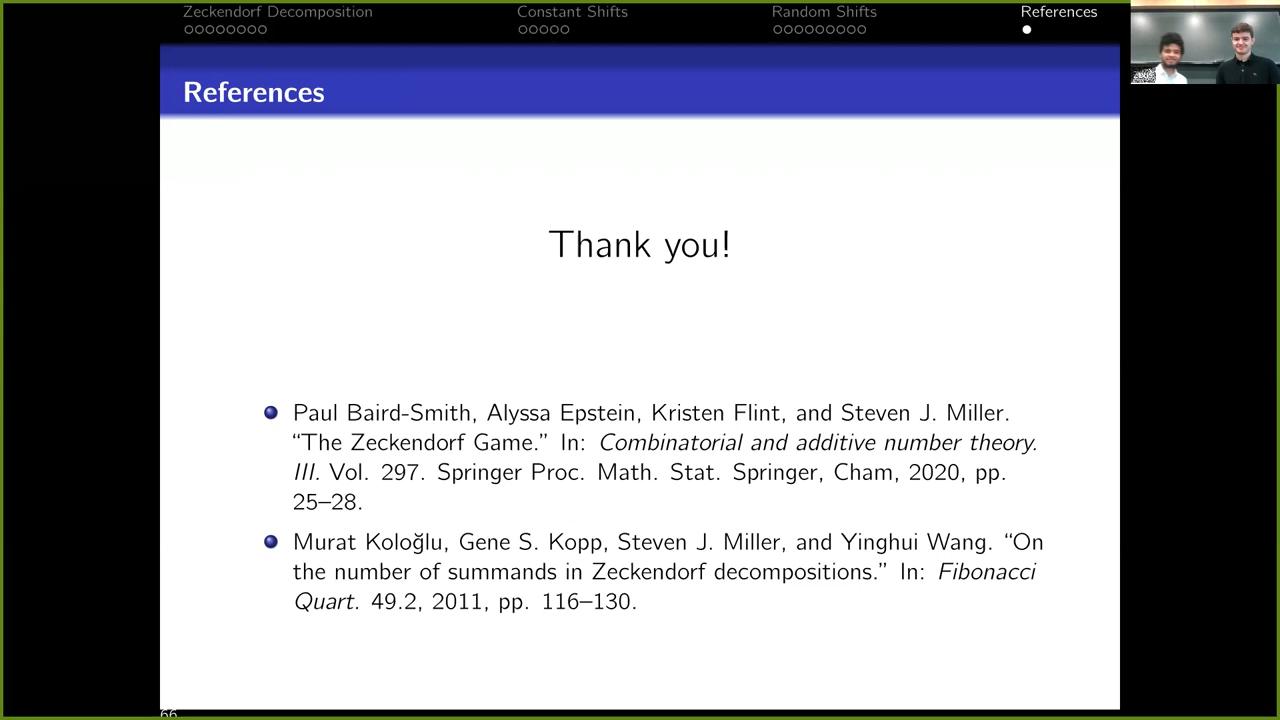 Zeckendorf Decomposition
Constant Shifts
Random Shifts
References
References
Thank you!
Paul Baird-Smith, Alyssa Epstein, Kristen Flint, and Steven J. Miller.
“The Zeckendorf Game.” In: Combinatorial and additive number theory.
III. Vol. 297. Springer Proc. Math. Stat. Springer, Cham, 2020, pp.
25–28.
Murat Koloğlu, Gene S. Kopp, Steven J. Miller, and Yinghui Wang. “On
the number of summands in Zeckendorf decompositions.” In: Fibonacci
Quart. 49.2, 2011, pp. 116–130.
66